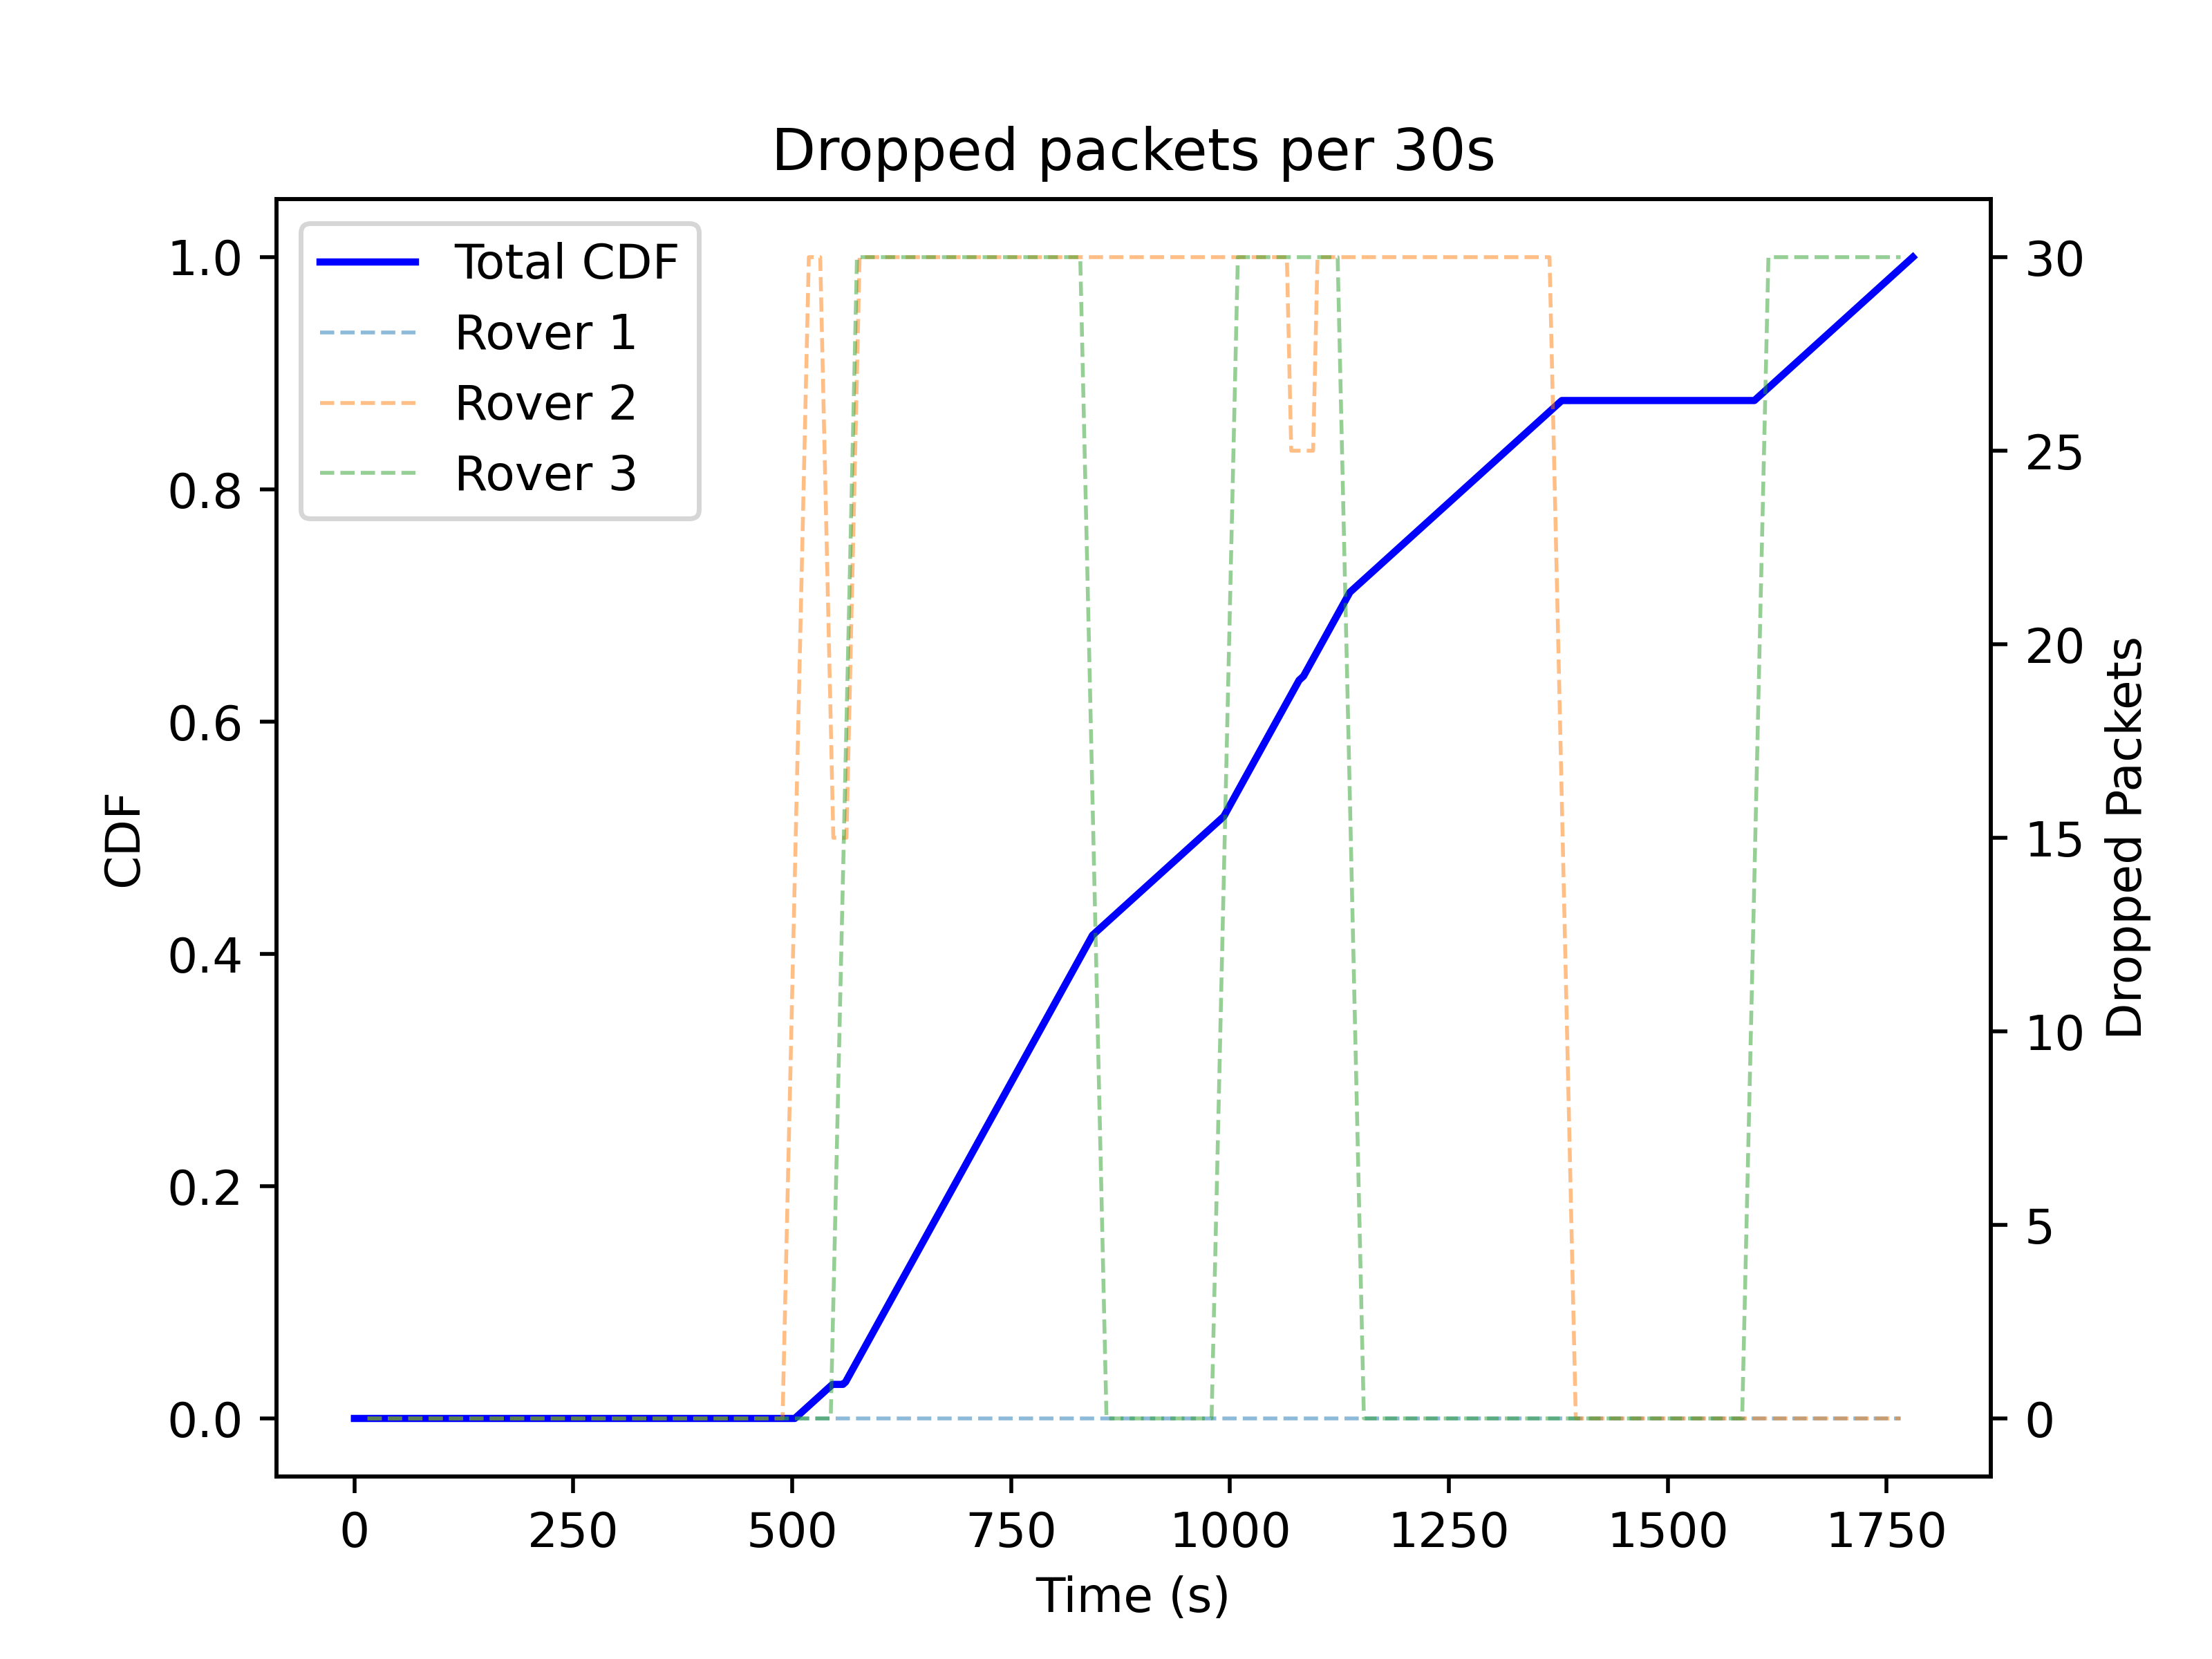 Dropped packets per 30s
Total CDF
Rover 1
Rover 2
Rover 3
1.0
0.8
0.6
0.4
0.2
0.0
CDF
30
25
20
15
10
5
0
Dropped Packets
0 250 500 750 1000 1250 1500 1750
Time (s)